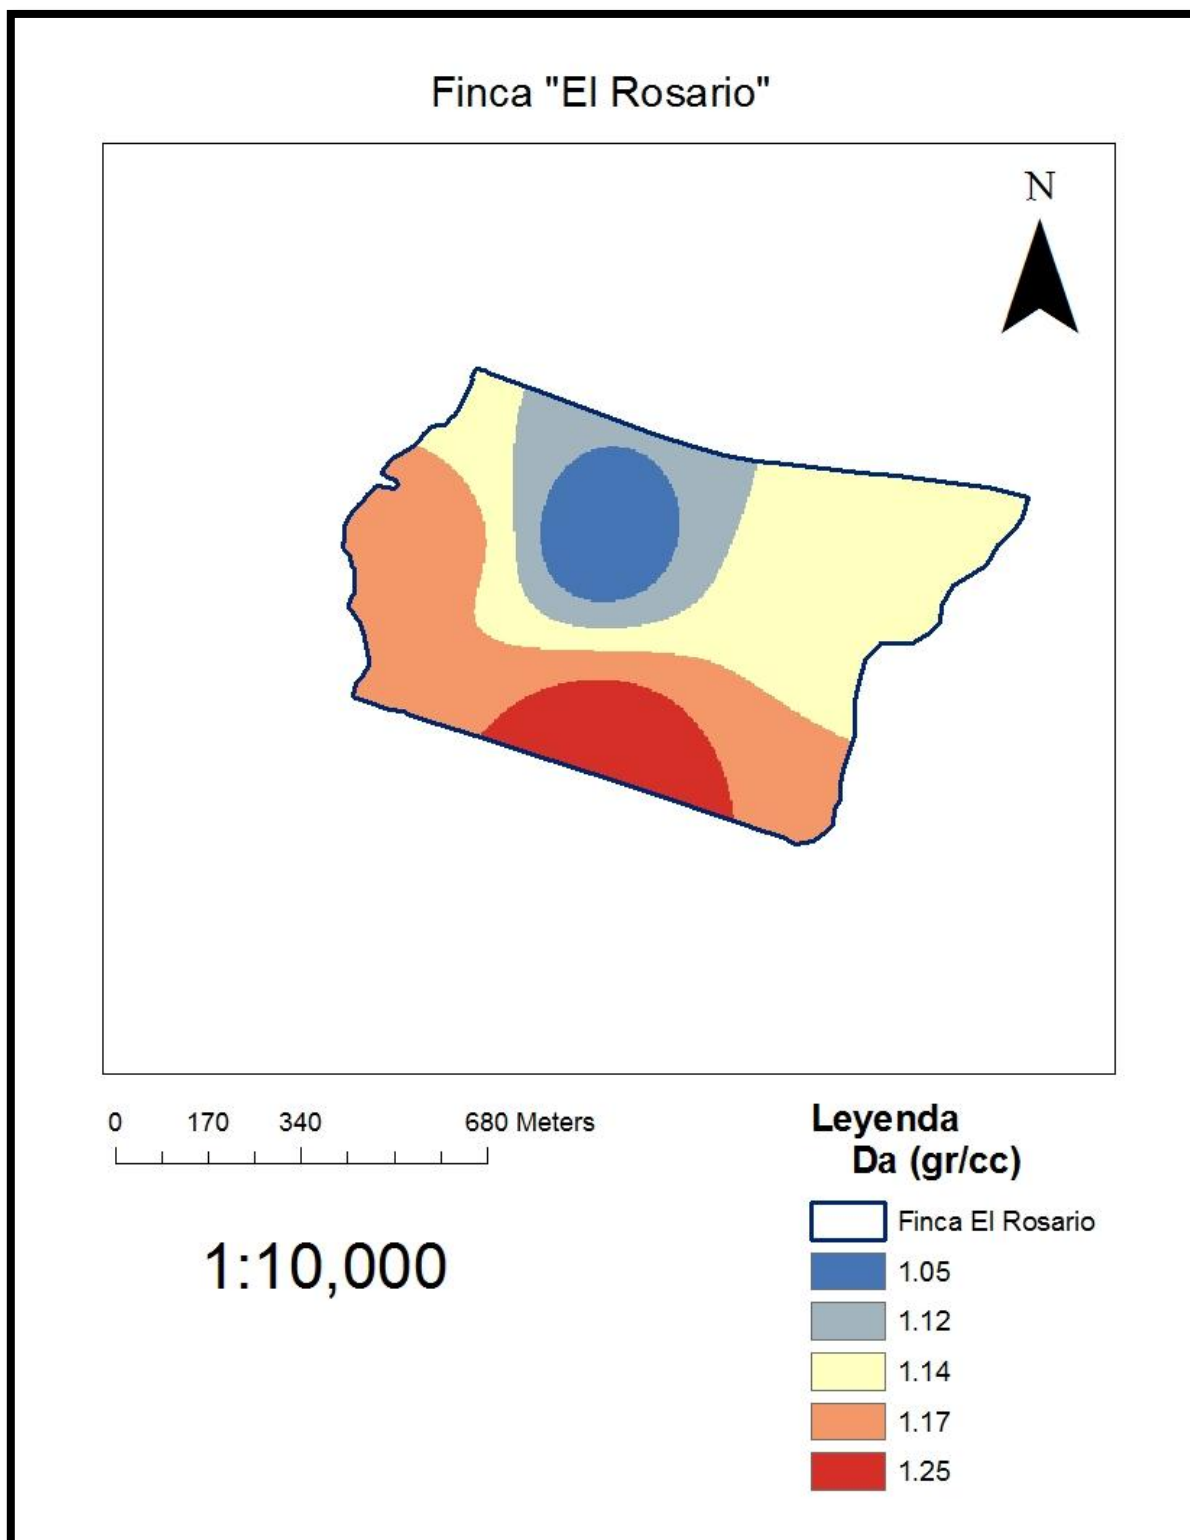 Finca "El Rosario"
N
0 170 340 680 Meters
1:10,000
Leyenda
Da (gr/cc)
Finca El Rosario
1.05
1.12
1.14
1.17
1.25